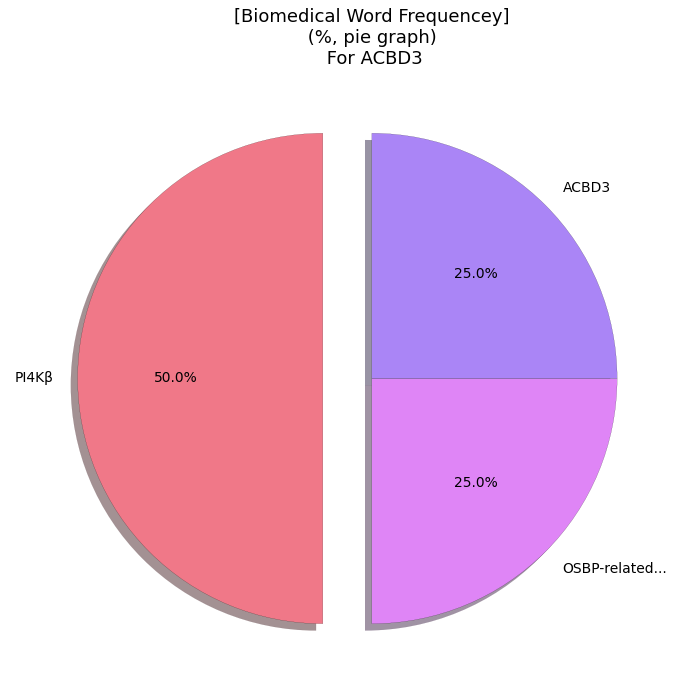 [Biomedical Word Frequencey]
(%, pie graph)
For ACBD3
ACBD3
25.0%
PI4Kβ
50.0%
25.0%
OSBP-related...